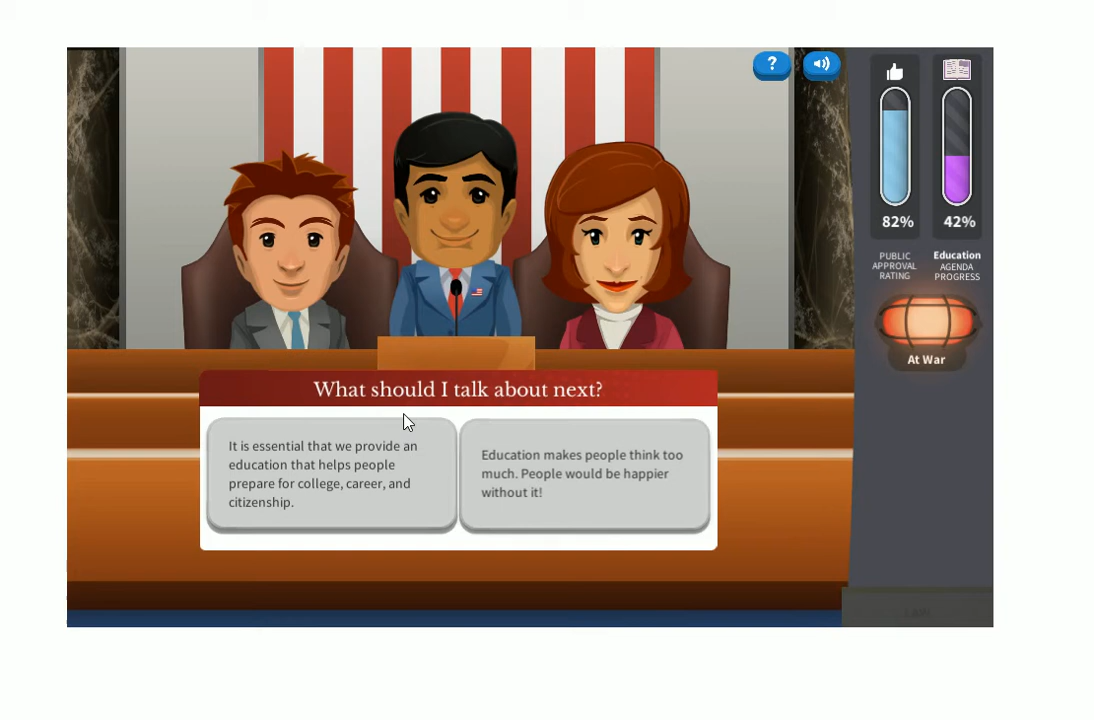 ?
82%
42%
PUBLIC
APPROVAL
RATING
Education
AGENDA
PROGRESS
At War
What should I talk about next?
It is essential that we provide an
education that helps people
prepare for college, career, and
citizenship.
Education makes people think too
much. People would be happier
without it!